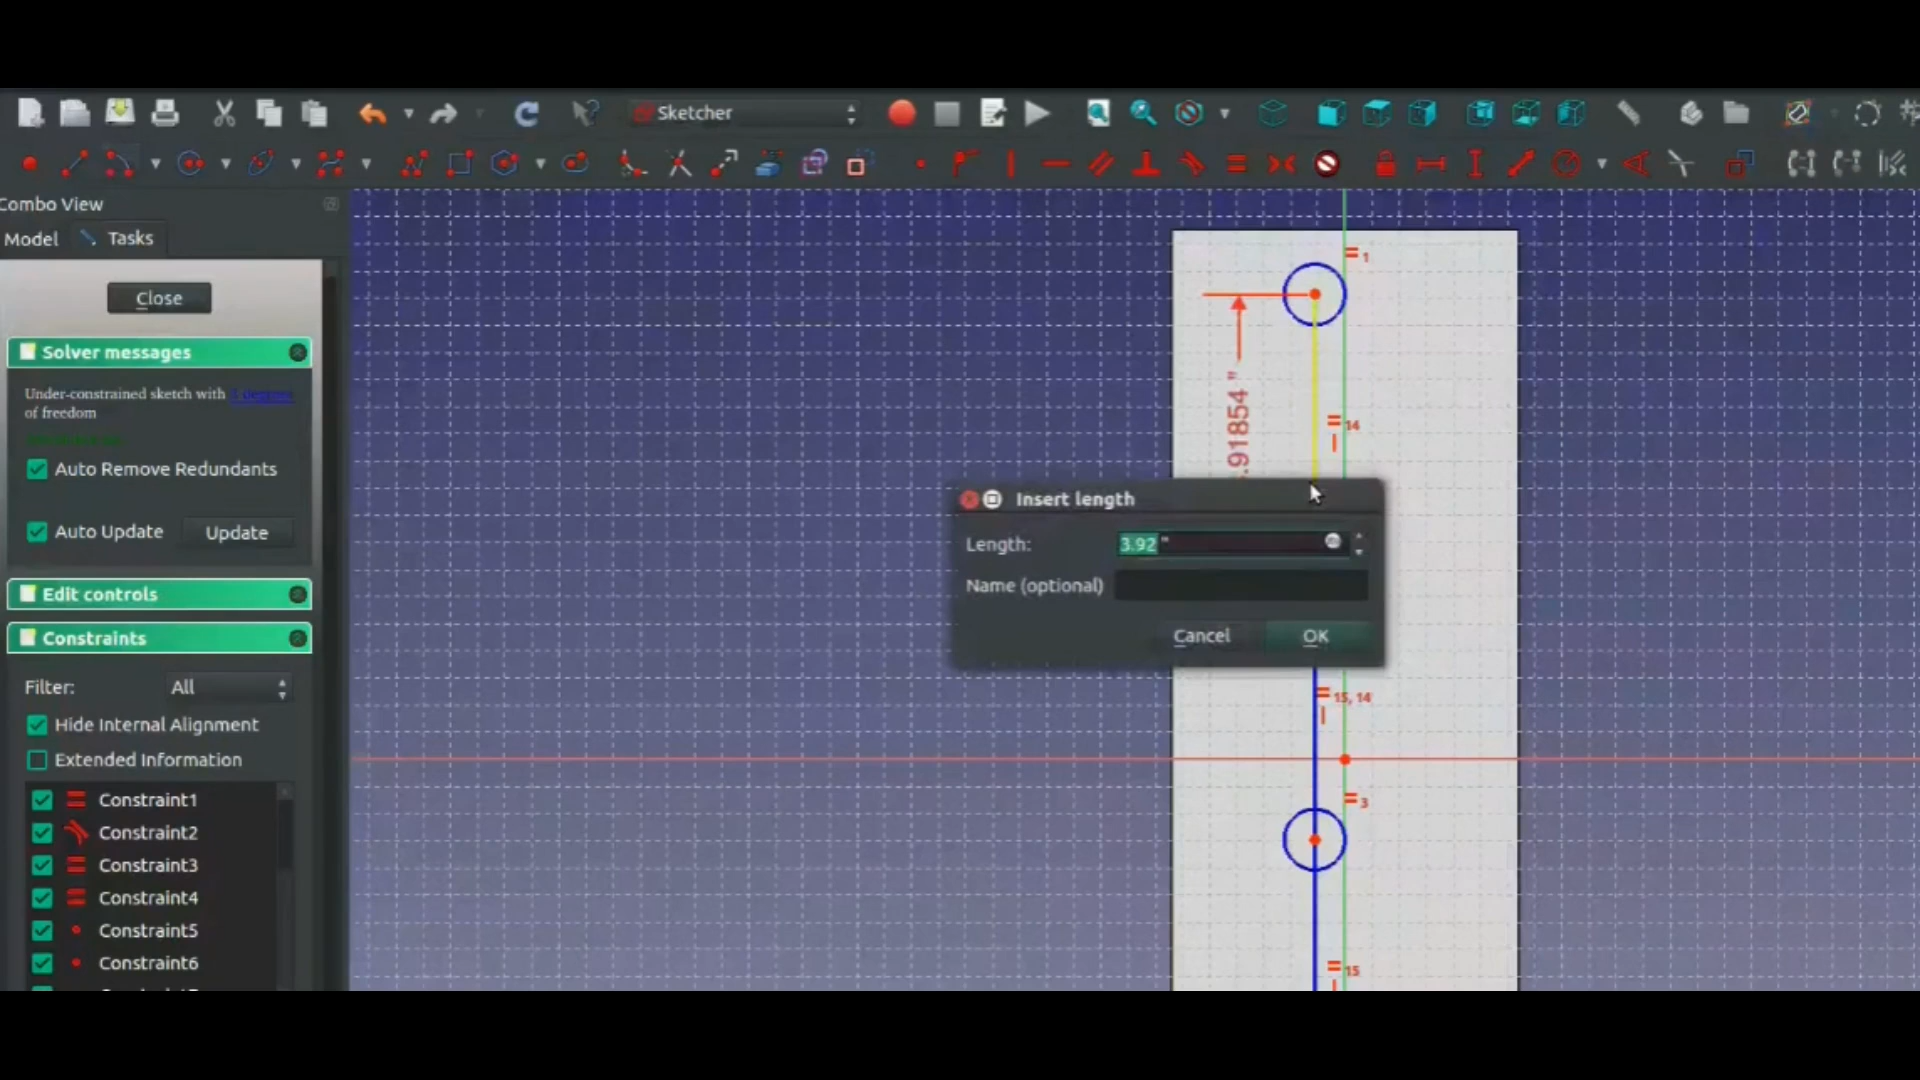 Sketcher
Combo View
Model
Tasks
Close
Solver messages
Under-constrained sketch with
of freedom
Auto Remove Redundants
Auto Update
Update
Edit controls
Constraints
Filter:
All
Hide Internal Alignment
Extended Information
Constraint1
Constraint2
Constraint3
Constraint4
Constraint5
Constraint6
1
.91854 "
14
Insert length
Length:
3.92 "
Name (optional)
Cancel
OK
15, 14
3
15